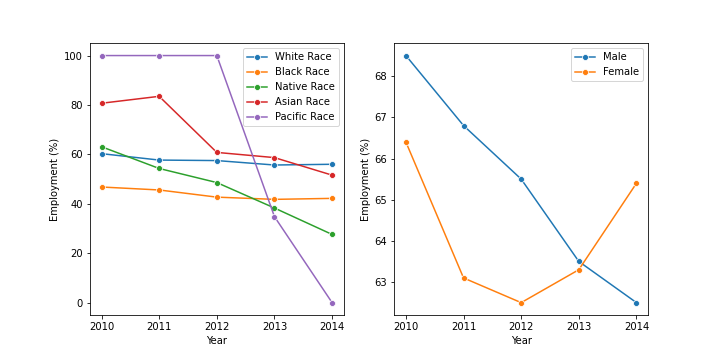 Employment (%)
100
80
60
40
20
0
2010 2011 2012 2013 2014
Year
White Race
Black Race
Native Race
Asian Race
Pacific Race
Employment (%)
68
67
66
65
64
63
2010 2011 2012 2013 2014
Year
Male
Female